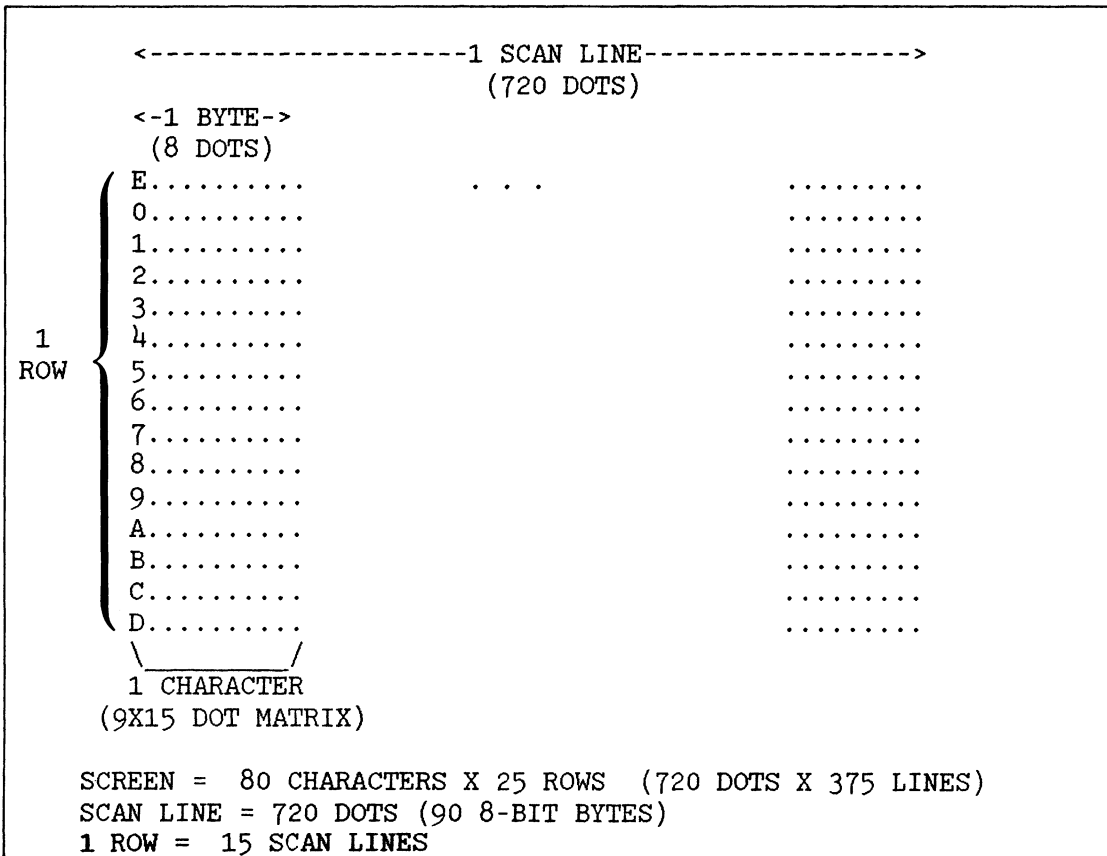 <--------------------1 SCAN LINE----------------->
(720 DOTS)
<-1 BYTE->
(8 DOTS)
E.......... . . . .........
0.......... .........
1.......... .........
2.......... .........
3.......... .........
1 4.......... .........
ROW 5.......... .........
6.......... .........
7.......... .........
8.......... .........
9.......... .........
A.......... .........
B.......... .........
C.......... .........
D.......... .........
\_________/
1 CHARACTER
(9X15 DOT MATRIX)
SCREEN = 80 CHARACTERS X 25 ROWS (720 DOTS X 375 LINES)
SCAN LINE = 720 DOTS (90 8-BIT BYTES)
1 ROW = 15 SCAN LINES